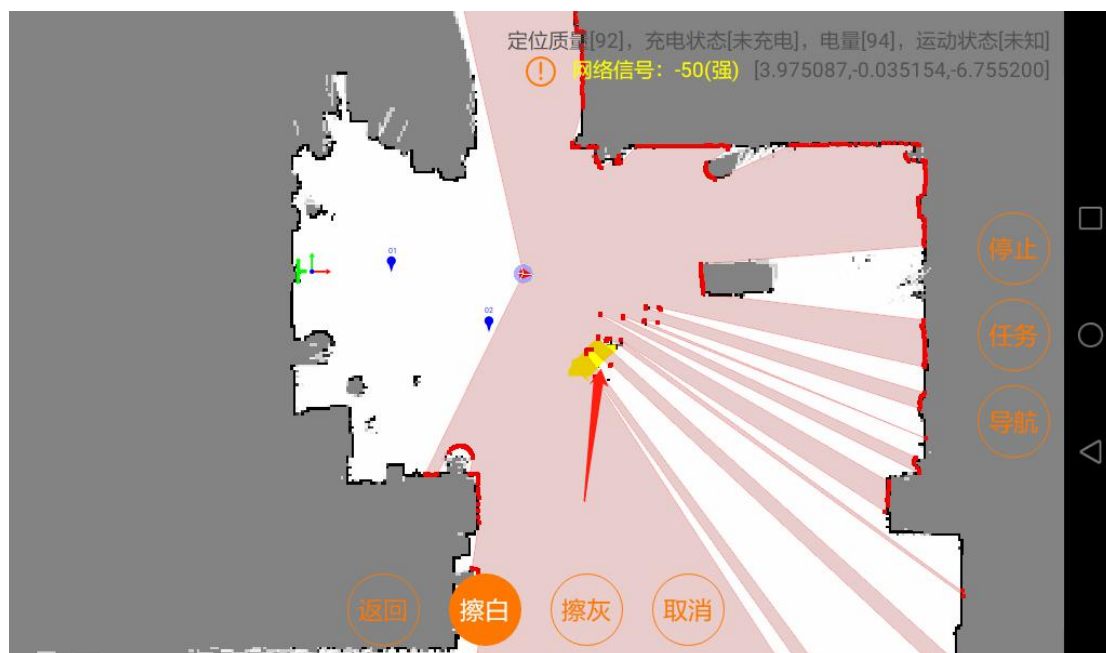 定位质量[92]，充电状态[未充电]，电量[94]，运动状态[未知]
网络信号：-50(强) [3.975087,-0.035154,-6.755200]
停止
01
02
任务
导航
返回 擦白 擦灰 取消